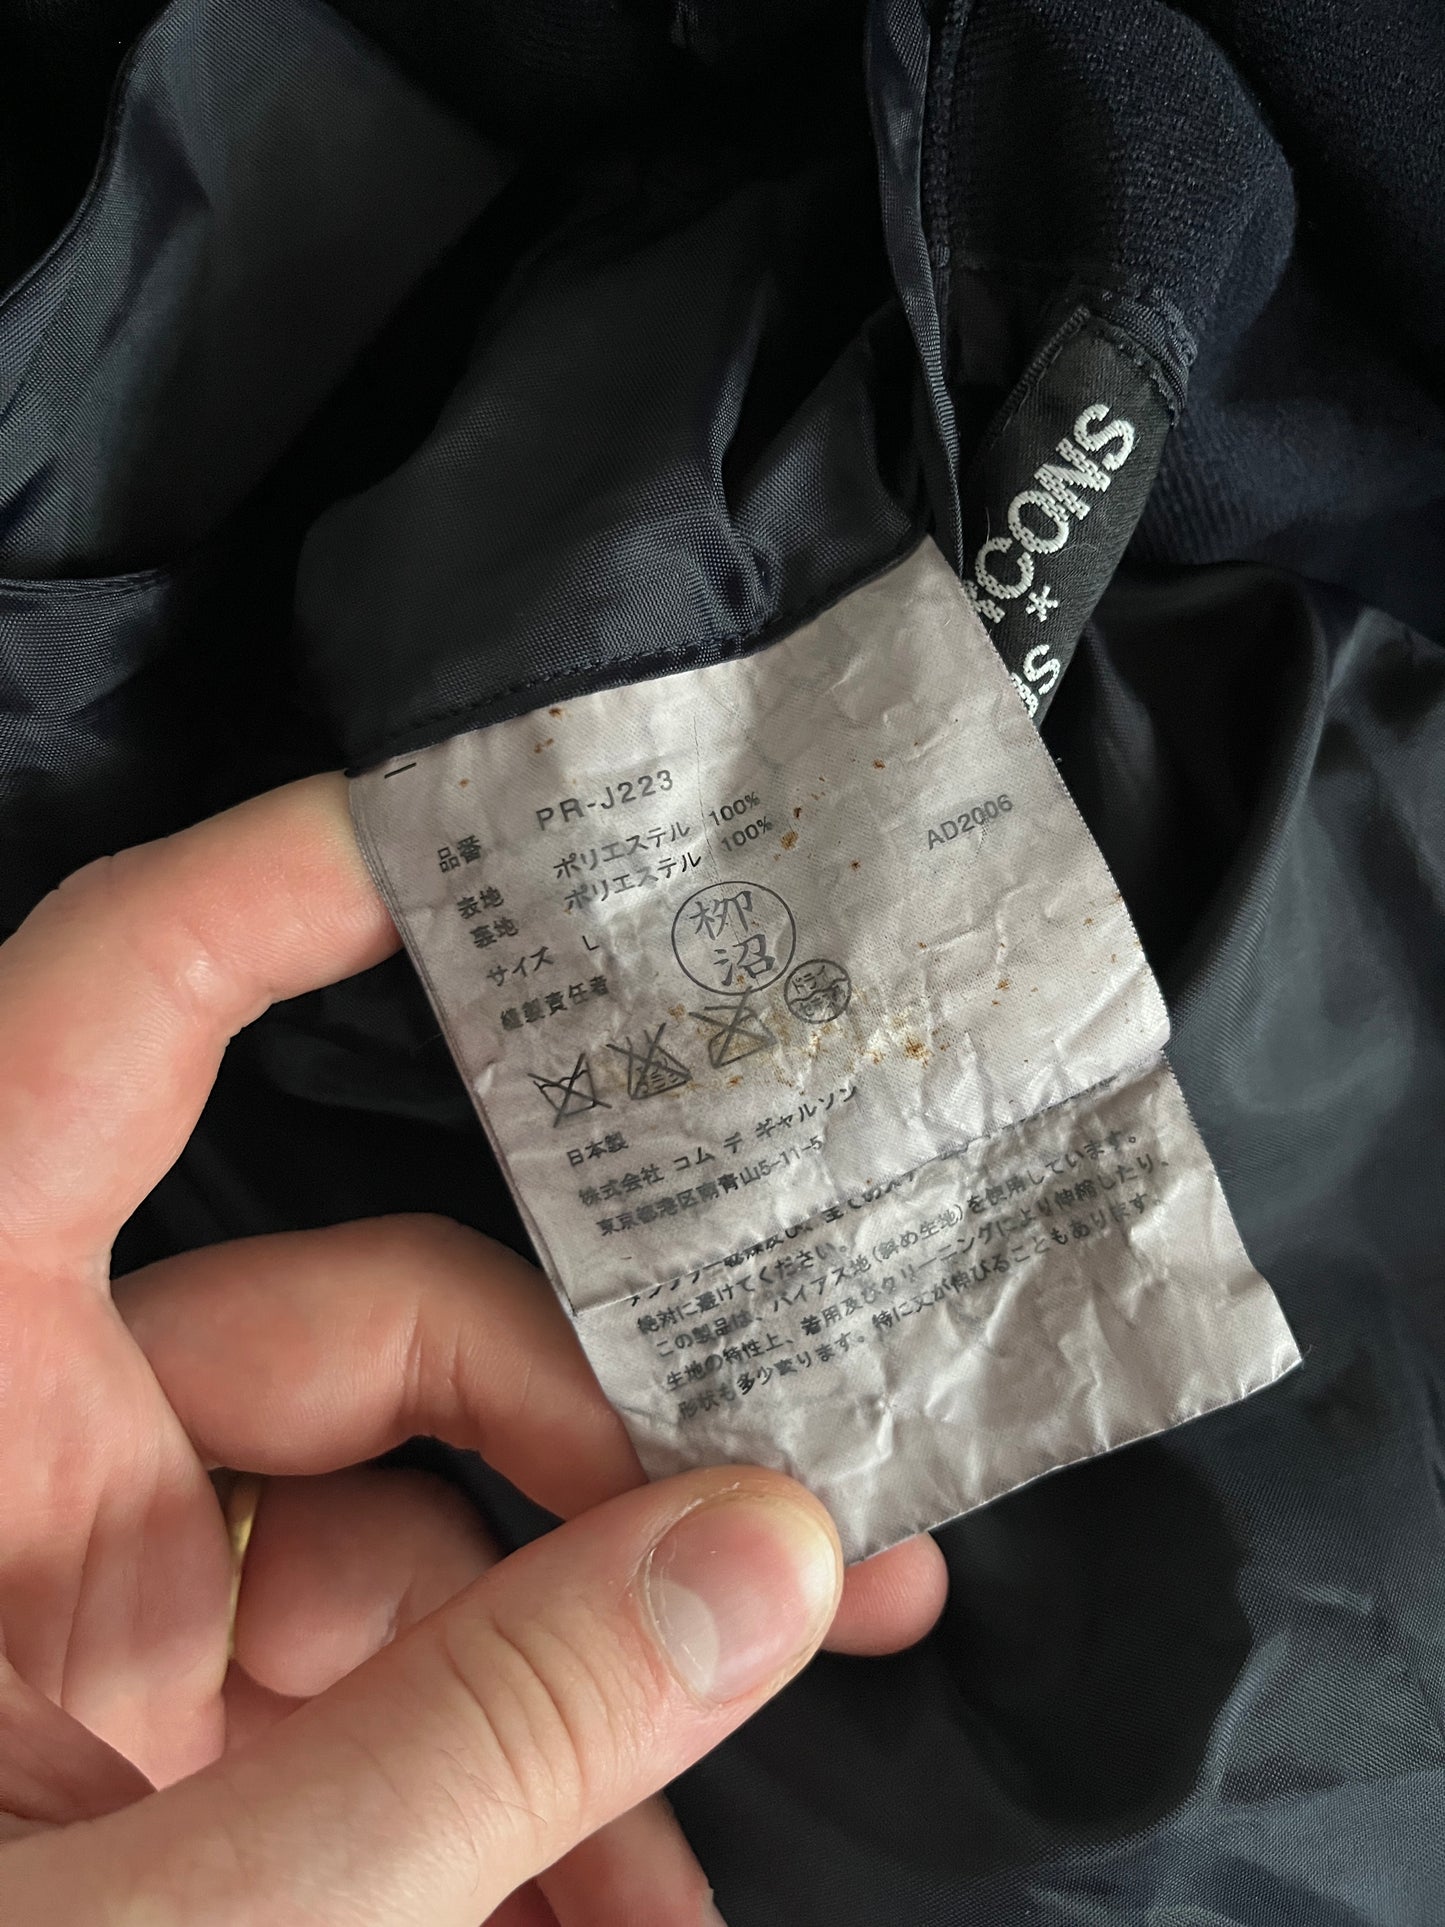 CONS
*
品番 PR-J223
AD2006
表地 ポリエステル 100%
裏地 ポリエステル 100%
サイズ L
縫製責任者 柳沼
ドライ
日本製
株式会社 コム デ ギャルソン
東京都港区南青山5-11-5
絶対に避けてください。
この製品は、バイアス地(斜め生地)を使用しています。
生地の特性上、着用及びクリーニングにより伸縮したり、
形状も多少変ります。特に丈が伸びることもあります。